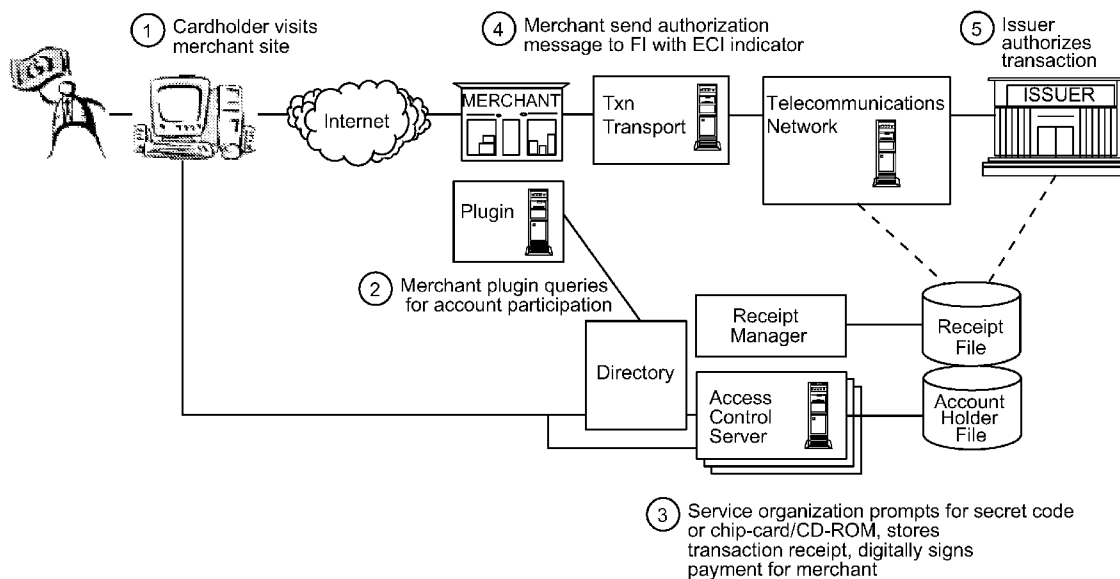 1 Cardholder visits
merchant site
4 Merchant send authorization
message to FI with ECI indicator
5 Issuer
authorizes
transaction
Internet
MERCHANT
Txn
Transport
Telecommunications
Network
ISSUER
Plugin
2 Merchant plugin queries
for account participation
Directory
Receipt
Manager
Receipt
File
Access
Control
Server
Account
Holder
File
3 Service organization prompts for secret code
or chip-card/CD-ROM, stores
transaction receipt, digitally signs
payment for merchant